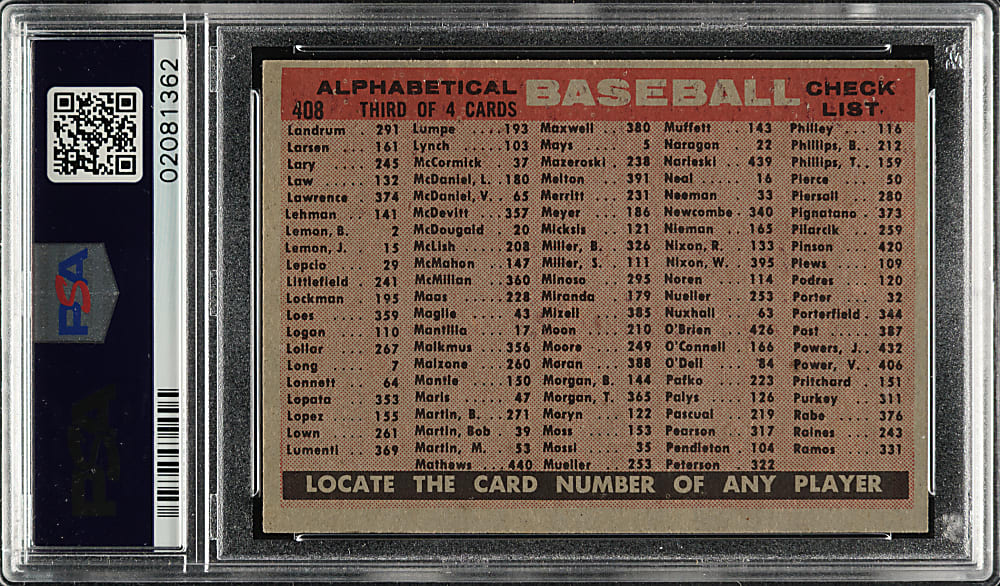 02081362
PSA
PSA
ALPHABETICAL BASEBALL CHECK
408 THIRD OF 4 CARDS LIST
Landrum 291 Lumpe ..... 193 Maxwell .. 380 Muffett .. 143 Philley .. 116
Larsen ... 161 Lynch .... 103 Mays .... 5 Naragon .. 22 Phillips, B. 212
Lary .... 245 McCormick 37 Mazeroski . 238 Narleski . 439 Phillips, T.. 159
Law ..... 132 McDaniel, L. 180 Melton ... 391 Neal .... 16 Pierce ... 50
Lawrence . 374 McDaniel, V. 65 Merritt ... 231 Neeman .. 33 Piersall .. 280
Lehman .. 141 McDevitt .. 357 Meyer ... 186 Newcombe . 340 Pignatano . 373
Lemon, B. 2 McDougald 20 Micksis .. 121 Nieman .. 165 Pilarcik .. 259
Lemon, J. 15 McLish ... 208 Miller, B. . 326 Nixon, R. 133 Pinson ... 420
Lepcio ... 29 McMahon . 147 Miller, S. . 111 Nixon, W. . 395 Plews ... 109
Littlefield . 241 McMillan .. 360 Minoso ... 295 Noren ... 114 Podres ... 120
Lockman . 195 Maas .... 228 Miranda .. 179 Nueller .. 253 Porter ... 32
Loes .... 359 Maglie ... 43 Mizell ... 385 Nuxhall .. 63 Porterfield . 344
Logan ... 110 Mantilla .. 17 Moon .... 210 O'Brien .. 426 Post .... 387
Lollar ... 267 Malkmus .. 356 Moore ... 249 O'Connell . 166 Powers, J.. 432
Long .... 7 Malzone .. 260 Moran ... 388 O'Dell ... 84 Power, V. . 406
Lonnett .. 64 Mantle ... 150 Morgan, B. 144 Pafko ... 223 Pritchard . 151
Lopata ... 353 Maris .... 47 Morgan, T. 365 Palys .... 126 Purkey ... 311
Lopez ... 155 Martin, B. . 271 Moryn ... 122 Pascual .. 219 Rabe .... 376
Lown .... 261 Martin, Bob . 39 Moss .... 153 Pearson .. 317 Raines ... 243
Lumenti .. 369 Martin, M. 53 Mossi ... 35 Pendleton . 104 Ramos ... 331
Mathews .. 440 Mueller .. 253 Peterson .. 322
LOCATE THE CARD NUMBER OF ANY PLAYER